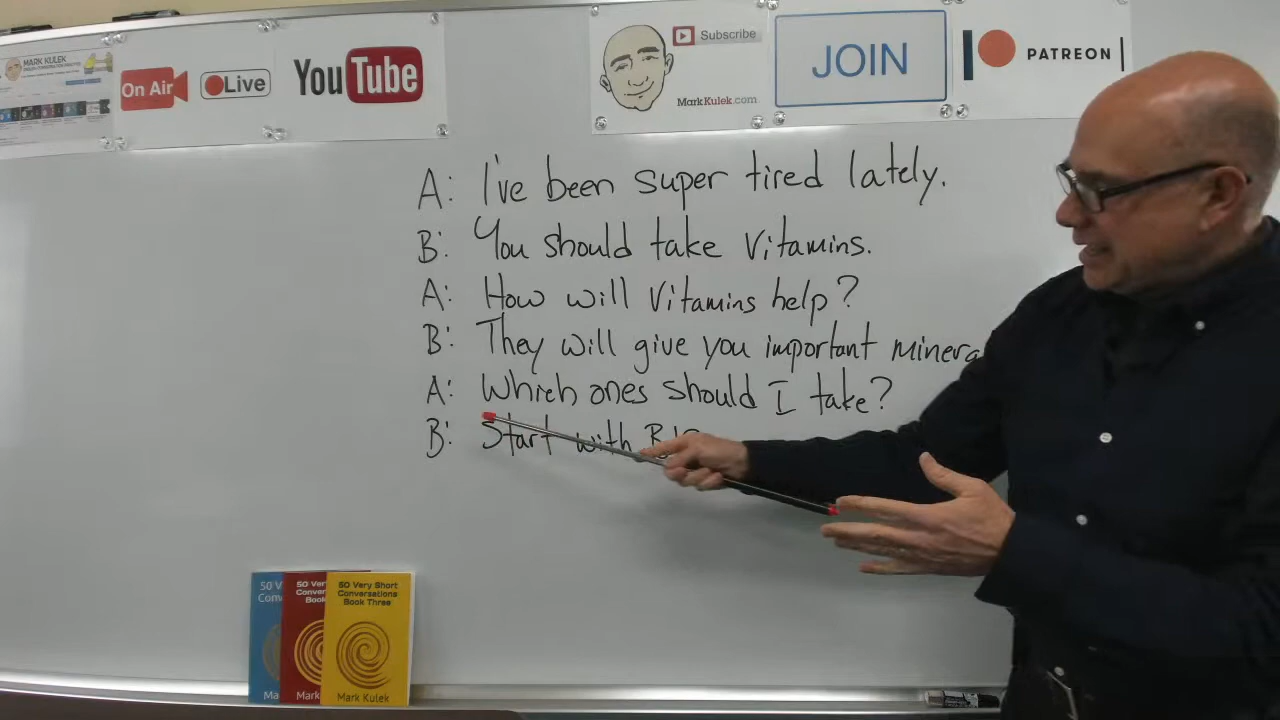 MARK KULEK
On Air
Live
YouTube
Subscribe
MarkKulek.com
JOIN
PATREON
A: I've been super tired lately.
B: You should take vitamins.
A: How will vitamins help?
B: They will give you important
A: Which ones should I take?
B: Start with
50 Very Short
Conversations
Book Three
Mark Kulek